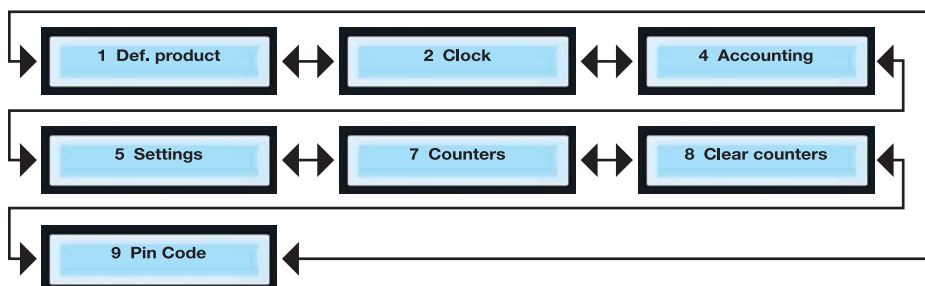 1 Def. product
2 Clock
4 Accounting
5 Settings
7 Counters
8 Clear counters
9 Pin Code